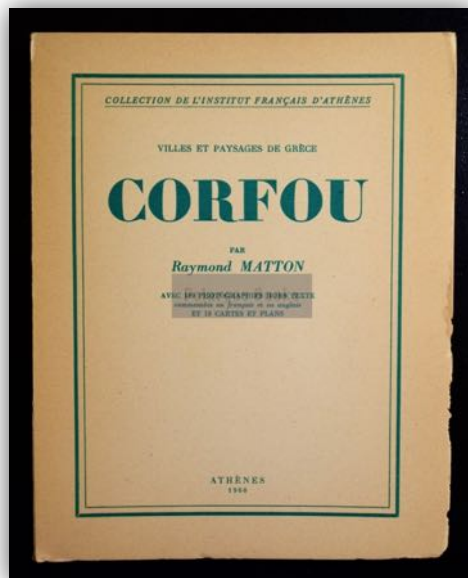 COLLECTION DE L'INSTITUT FRANÇAIS D'ATHÈNES
VILLES ET PAYSAGES DE GRÈCE
CORFOU
PAR
Raymond MATTON
AVEC PHOTOGRAPHIES HORS TEXTE
commentées en français et en anglais
ET CARTES ET PLANS
ATHÈNES